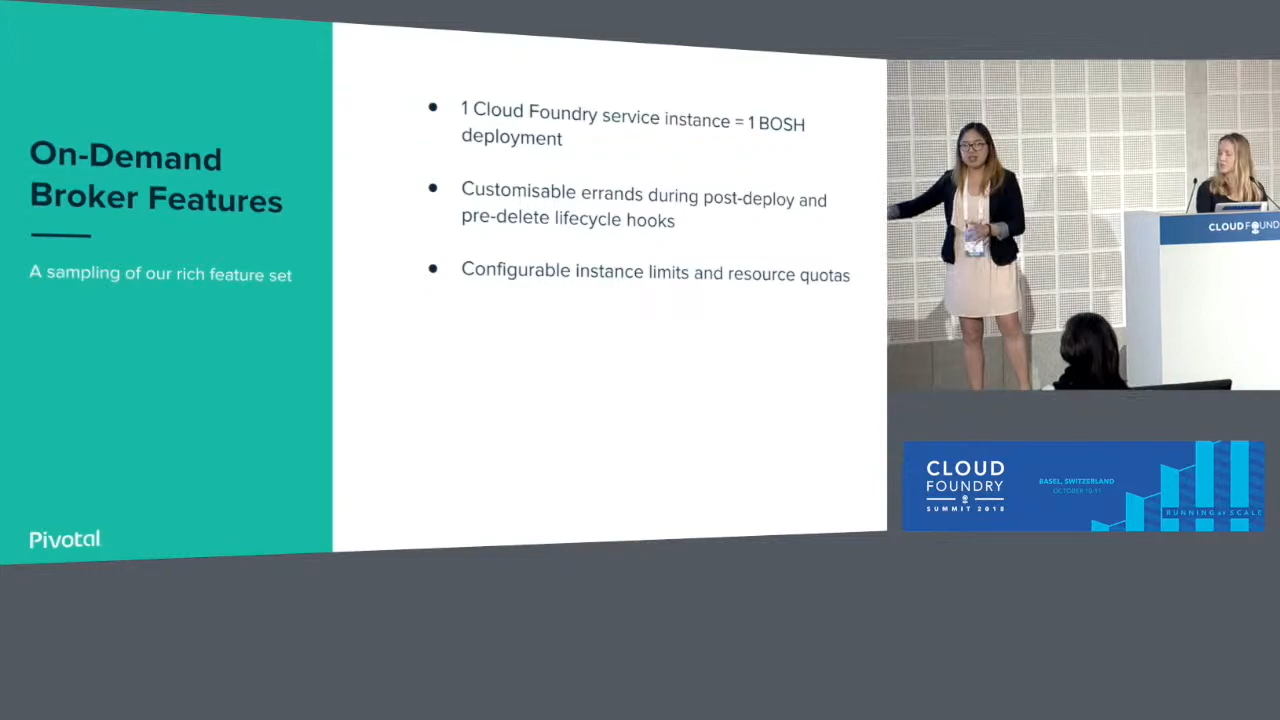 On-Demand
Broker Features
A sampling of our rich feature set
Pivotal
● 1 Cloud Foundry service instance = 1 BOSH
deployment
● Customisable errands during post-deploy and
pre-delete lifecycle hooks
● Configurable instance limits and resource quotas
CLOUD FOUND
CLOUD
FOUNDRY
SUMMIT 2018
BASEL, SWITZERLAND
OCTOBER 10-11
RUNNING AT SCALE